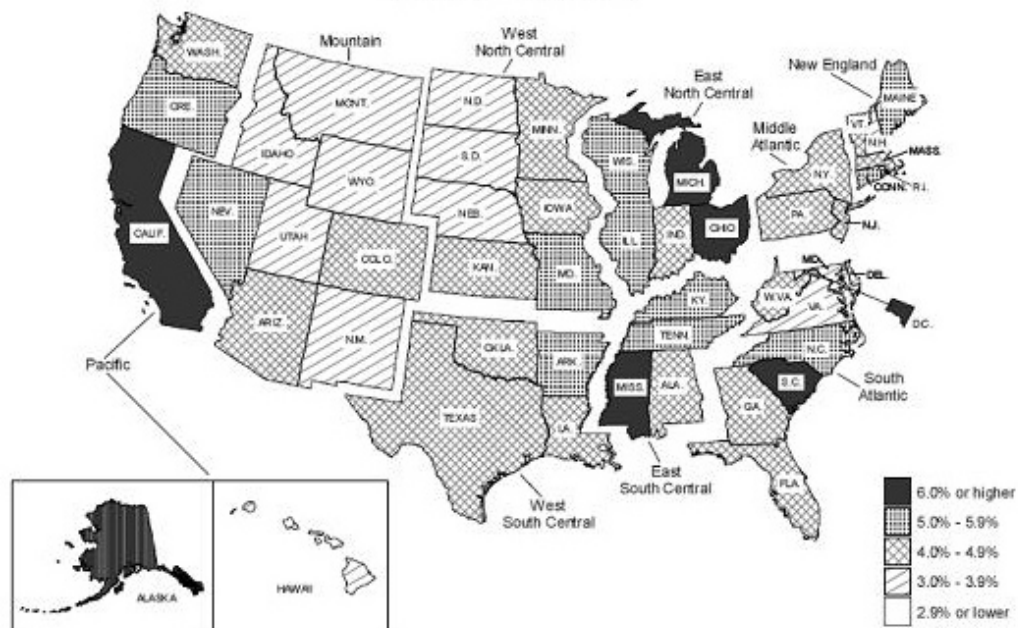 WASH.
Mountain
West
North Central
New England
MAINE
MONT.
N.D.
MINN.
East
North Central
VT.
ORE.
Middle
Atlantic
N.H.
MASS.
IDAHO
S.D.
WIS.
N.Y.
WYO.
MICH.
CONN. R.I.
NEV.
NEB.
IOWA
PA.
CALIF.
UTAH
ILL.
IND.
OHIO
N.J.
COLO.
KAN.
MO.
MD.
DEL.
W.VA.
VA.
KY.
D.C.
ARIZ.
N.M.
OKLA.
ARK.
TENN.
N.C.
Pacific
MISS.
ALA.
S.C.
South
Atlantic
TEXAS
LA.
GA.
East
South Central
FLA.
West
South Central
ALASKA
HAWAII
6.0% or higher
5.0% - 5.9%
4.0% - 4.9%
3.0% - 3.9%
2.9% or lower